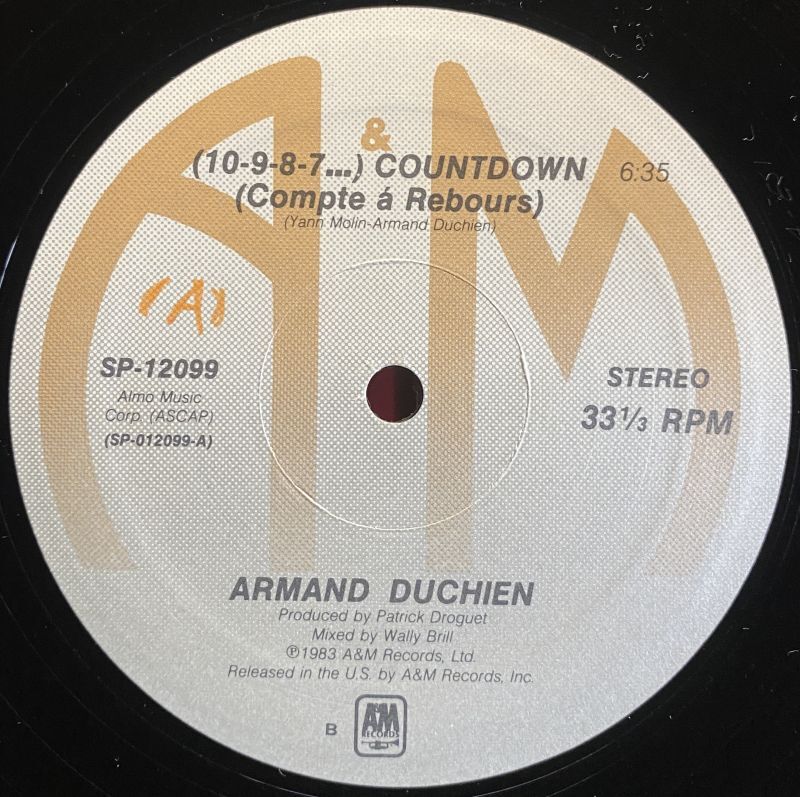 A & M
(10-9-8-7...) COUNTDOWN 6:35
(Compte á Rebours)
(Yann Molin-Armand Duchien)
(A)
SP-12099
Almo Music
Corp. (ASCAP)
(SP-012099-A)
STEREO
33 1/3 RPM
ARMAND DUCHIEN
Produced by Patrick Droguet
Mixed by Wally Brill
℗1983 A&M Records, Ltd.
Released in the U.S. by A&M Records, Inc.
B
A&M
RECORDS